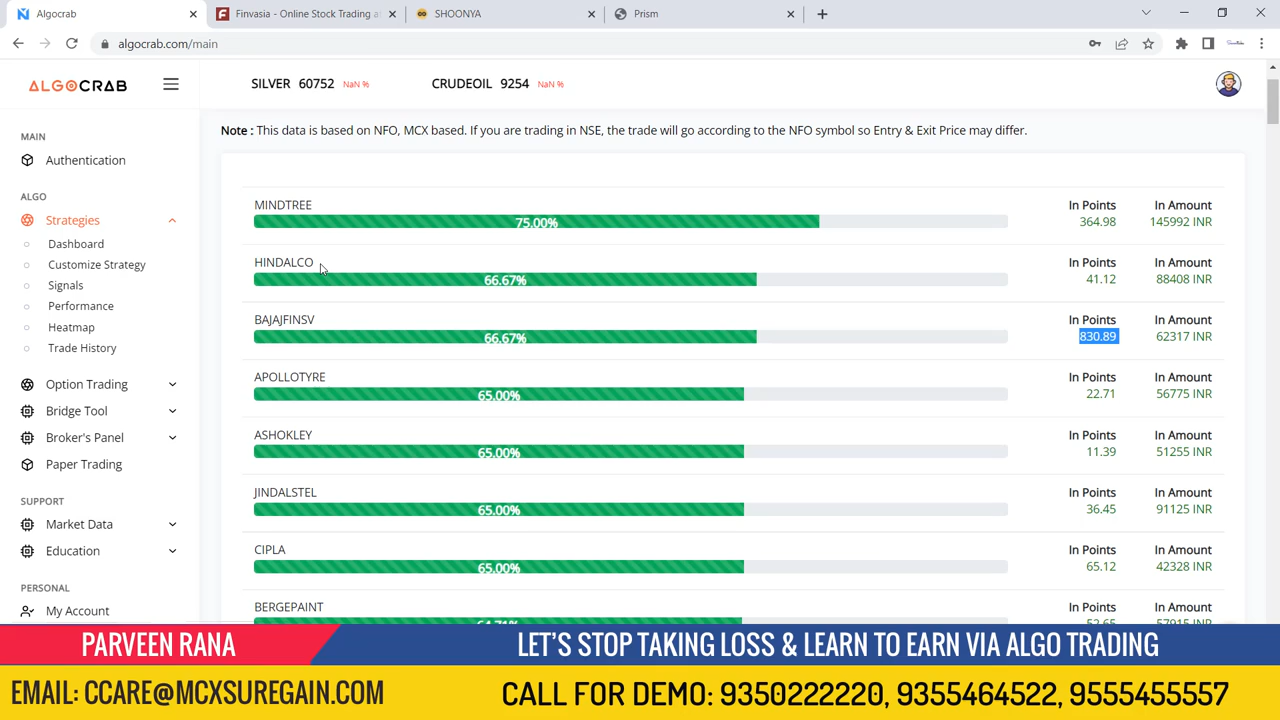 Algocrab
Finvasia - Online Stock Trading a
SHOONYA
Prism
algocrab.com/main
ALGOCRAB
SILVER 60752 NaN %
CRUDEOIL 9254 NaN %
Note : This data is based on NFO, MCX based. If you are trading in NSE, the trade will go according to the NFO symbol so Entry & Exit Price may differ.
MAIN
Authentication
ALGO
Strategies
Dashboard
Customize Strategy
Signals
Performance
Heatmap
Trade History
Option Trading
Bridge Tool
Broker's Panel
Paper Trading
SUPPORT
Market Data
Education
PERSONAL
My Account
MINDTREE In Points In Amount
75.00% 364.98 145992 INR
HINDALCO In Points In Amount
66.67% 41.12 88408 INR
BAJAJFINSV In Points In Amount
66.67% 830.89 62317 INR
APOLLOTYRE In Points In Amount
65.00% 22.71 56775 INR
ASHOKLEY In Points In Amount
65.00% 11.39 51255 INR
JINDALSTEL In Points In Amount
65.00% 36.45 91125 INR
CIPLA In Points In Amount
65.00% 65.12 42328 INR
BERGEPAINT In Points In Amount
64.71% 52.65 57915 INR
PARVEEN RANA
LET'S STOP TAKING LOSS & LEARN TO EARN VIA ALGO TRADING
EMAIL: CCARE@MCXSUREGAIN.COM
CALL FOR DEMO: 9350222220, 9355464522, 9555455557